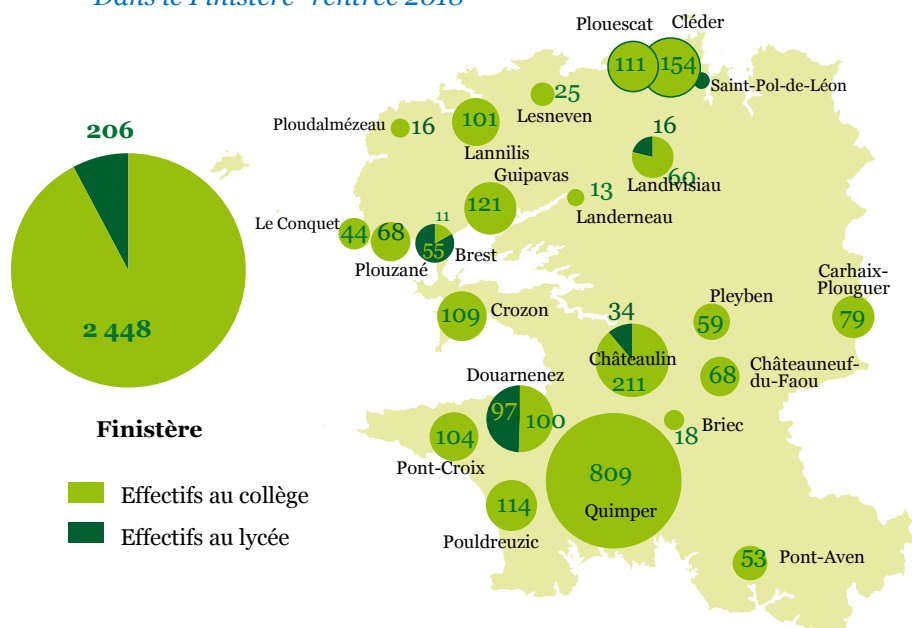 Dans le Finistère - rentrée 2018
Plouescat
Cléder
111
154
Saint-Pol-de-Léon
25
Lesneven
Ploudalmézeau
16
101
Lannilis
16
60
Landivisiau
206
Guipavas
121
13
Landerneau
Le Conquet
44
68
Plouzané
11
55
Brest
Carhaix-
Plouguer
79
Pleyben
59
109
Crozon
2 448
34
Châteaulin
211
Châteauneuf-
du-Faou
68
Douarnenez
97
100
Briec
18
Finistère
104
Pont-Croix
809
Quimper
Effectifs au collège
114
Pouldreuzic
Effectifs au lycée
53
Pont-Aven